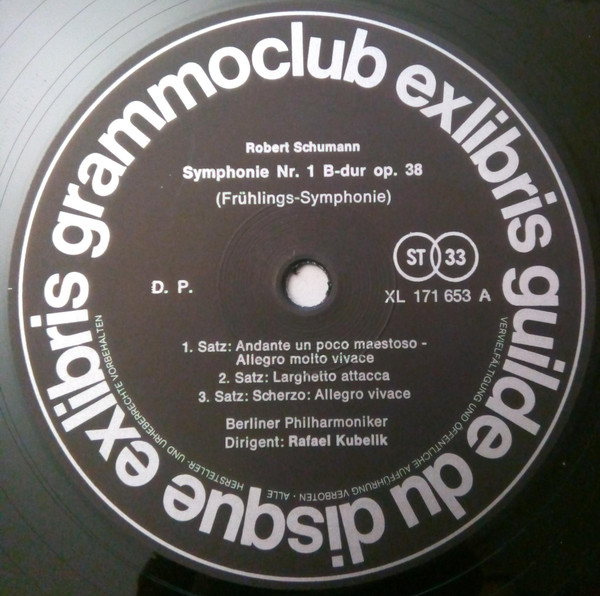 exlibris grammoclub exlibris guilde du disque
Robert Schumann
Symphonie Nr. 1 B-dur op. 38
(Frühlings-Symphonie)
ST 33
D. P.
XL 171 653 A
1. Satz: Andante un poco maestoso -
Allegro molto vivace
2. Satz: Larghetto attacca
3. Satz: Scherzo: Allegro vivace
Berliner Philharmoniker
Dirigent: Rafael Kubelik
VERVIELFÄLTIGUNG UND ÖFFENTLICHE AUFFÜHRUNG VERBOTEN · ALLE HERSTELLER- UND URHEBERRECHTE VORBEHALTEN